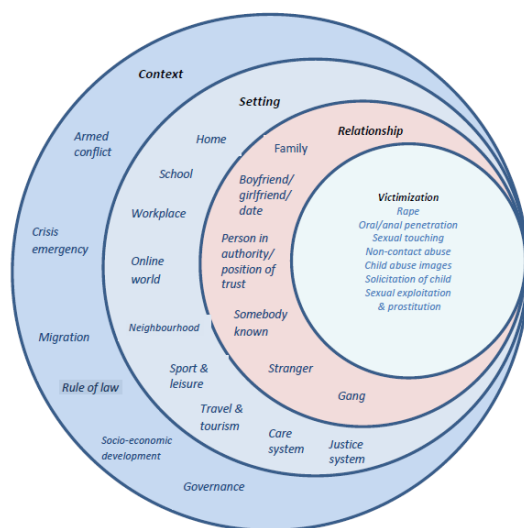 Context
Armed
conflict
Crisis
emergency
Migration
Rule of law
Socio-economic
development
Governance
Setting
Home
School
Workplace
Online
world
Neighbourhood
Sport &
leisure
Travel &
tourism
Care
system
Justice
system
Relationship
Family
Boyfriend/
girlfriend/
date
Person in
authority/
position of
trust
Somebody
known
Stranger
Gang
Victimization
Rape
Oral/anal penetration
Sexual touching
Non-contact abuse
Child abuse images
Solicitation of child
Sexual exploitation
& prostitution